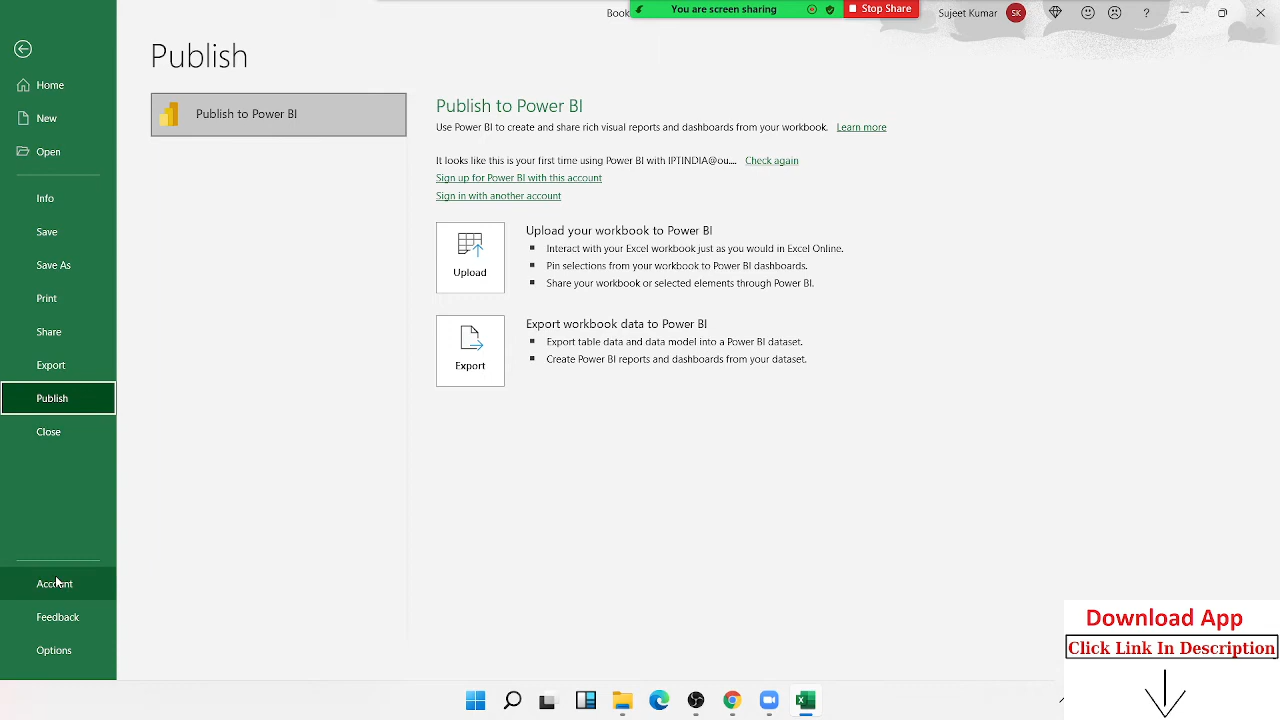 Book
You are screen sharing
Stop Share
Sujeet Kumar
SK
?
Publish
Home
New
Open
Info
Save
Save As
Print
Share
Export
Publish
Close
Account
Feedback
Options
Publish to Power BI
Publish to Power BI
Use Power BI to create and share rich visual reports and dashboards from your workbook. Learn more
It looks like this is your first time using Power BI with IPTINDIA@ou.... Check again
Sign up for Power BI with this account
Sign in with another account
Upload
Upload your workbook to Power BI
Interact with your Excel workbook just as you would in Excel Online.
Pin selections from your workbook to Power BI dashboards.
Share your workbook or selected elements through Power BI.
Export
Export workbook data to Power BI
Export table data and data model into a Power BI dataset.
Create Power BI reports and dashboards from your dataset.
Download App
Click Link In Description